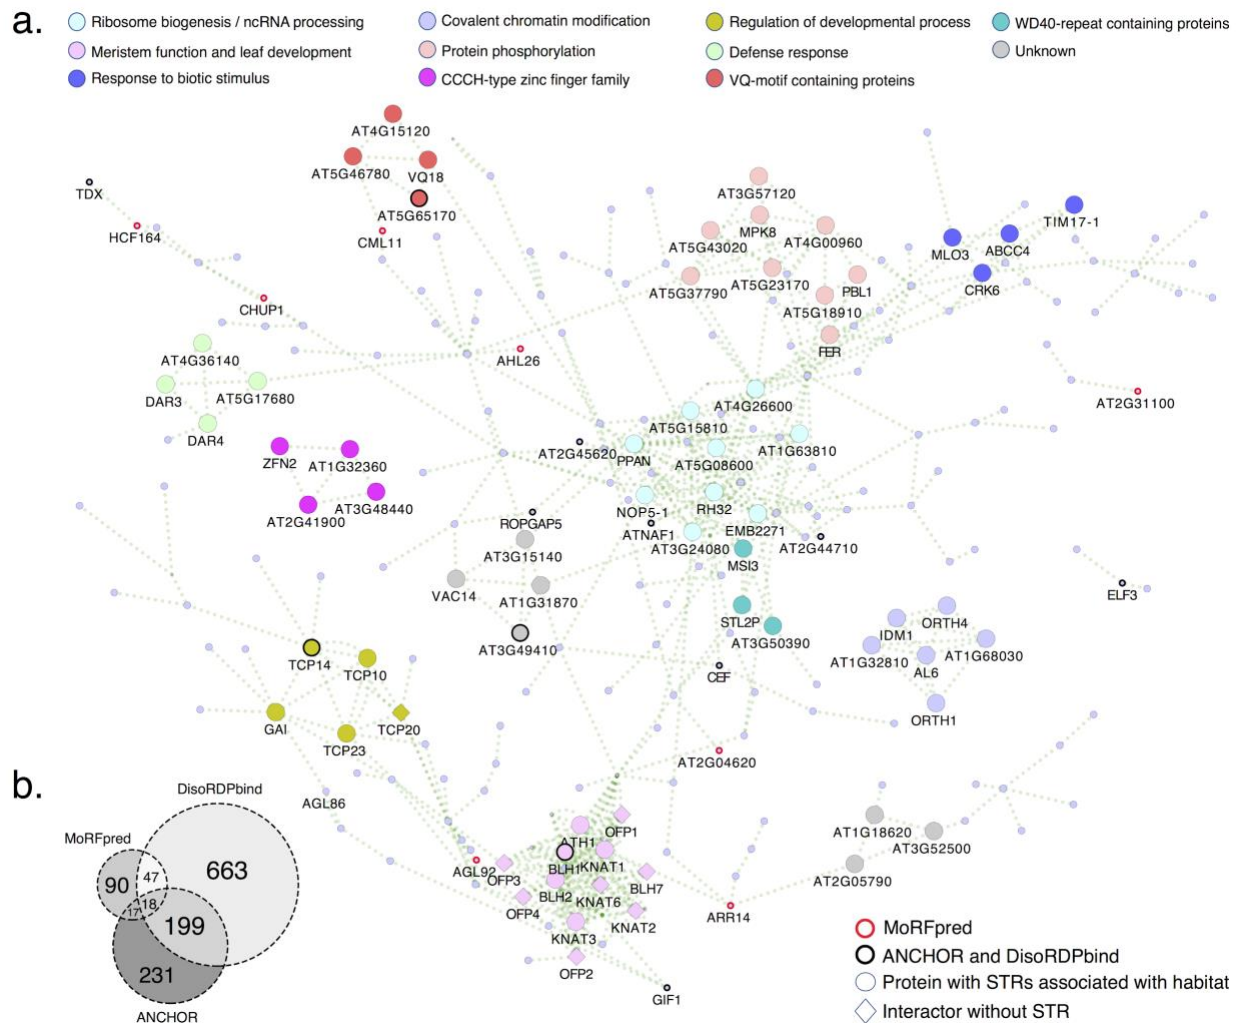 a.
Ribosome biogenesis / ncRNA processing
Meristem function and leaf development
Response to biotic stimulus
Covalent chromatin modification
Protein phosphorylation
CCCH-type zinc finger family
Regulation of developmental process
Defense response
VQ-motif containing proteins
WD40-repeat containing proteins
Unknown
AT4G15120
AT5G46780
VQ18
AT5G65170
CML11
TDX
HCF164
CHUP1
AT3G57120
MPK8
AT5G43020
AT4G00960
AT5G37790
AT5G23170
PBL1
AT5G18910
FER
TIM17-1
MLO3
ABCC4
CRK6
AT4G36140
DAR3
AT5G17680
DAR4
AHL26
AT2G31100
AT4G26600
AT5G15810
AT2G45620
PPAN
AT5G08600
AT1G63810
ZFN2
AT1G32360
AT3G48440
AT2G41900
NOP5-1
RH32
EMB2271
ATNAF1
AT3G24080
AT2G44710
MSI3
ROPGAP5
AT3G15140
VAC14
AT1G31870
AT3G49410
STL2P
AT3G50390
CEF
ELF3
ORTH4
IDM1
AT1G32810
AT1G68030
AL6
ORTH1
TCP14
TCP10
GAI
TCP23
TCP20
AT2G04620
AGL86
AGL92
OFP1
ATH1
BLH1
KNAT1
OFP3
BLH2
KNAT6
BLH7
OFP4
KNAT2
KNAT3
OFP2
GIF1
ARR14
AT1G18620
AT3G52500
AT2G05790
b.
DisoRDPbind
MoRFpred
90
47
663
18
17
199
231
ANCHOR
MoRFpred
ANCHOR and DisoRDPbind
Protein with STRs associated with habitat
Interactor without STR